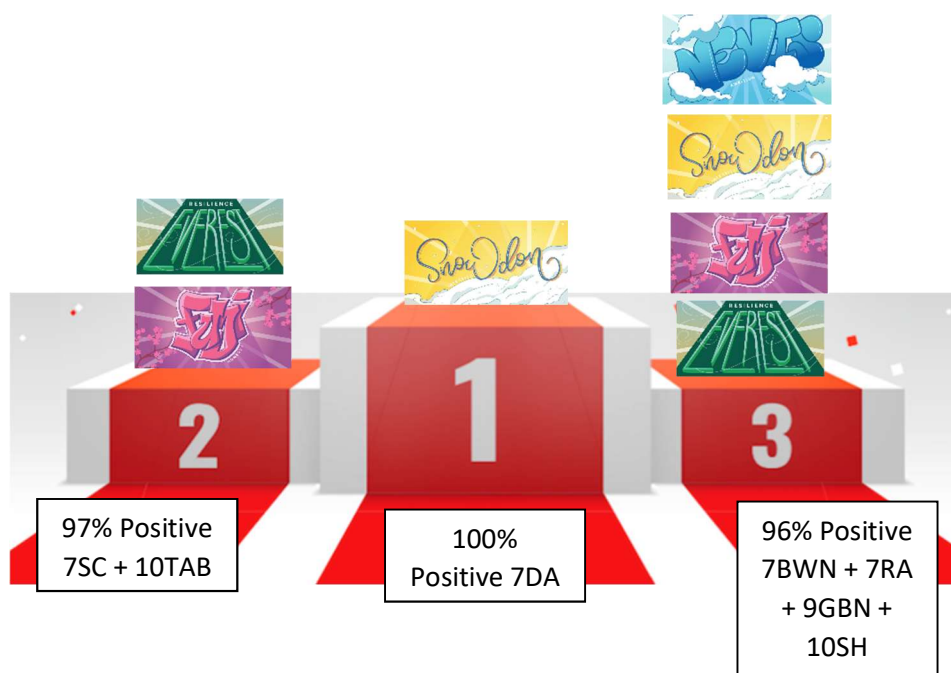 NEVIS
Snowdon
RESILIENCE
EVEREST
Snowdon
Fuji
Fuji
RESILIENCE
EVEREST
2
1
3
97% Positive
7SC + 10TAB
100%
Positive 7DA
96% Positive
7BWN + 7RA
+ 9GBN +
10SH